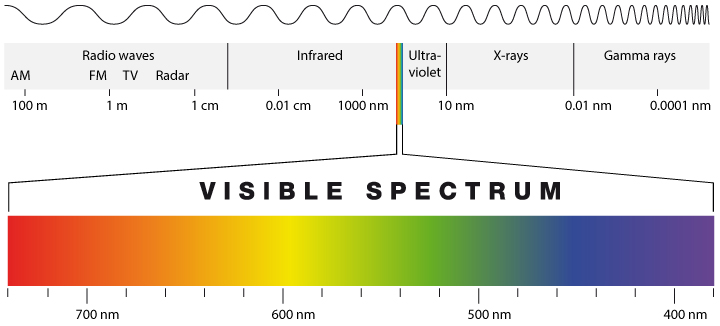 Radio waves
Infrared
Ultra-
violet
X-rays
Gamma rays
AM
FM
TV
Radar
100 m
1 m
1 cm
0.01 cm
1000 nm
10 nm
0.01 nm
0.0001 nm
VISIBLE SPECTRUM
700 nm
600 nm
500 nm
400 nm